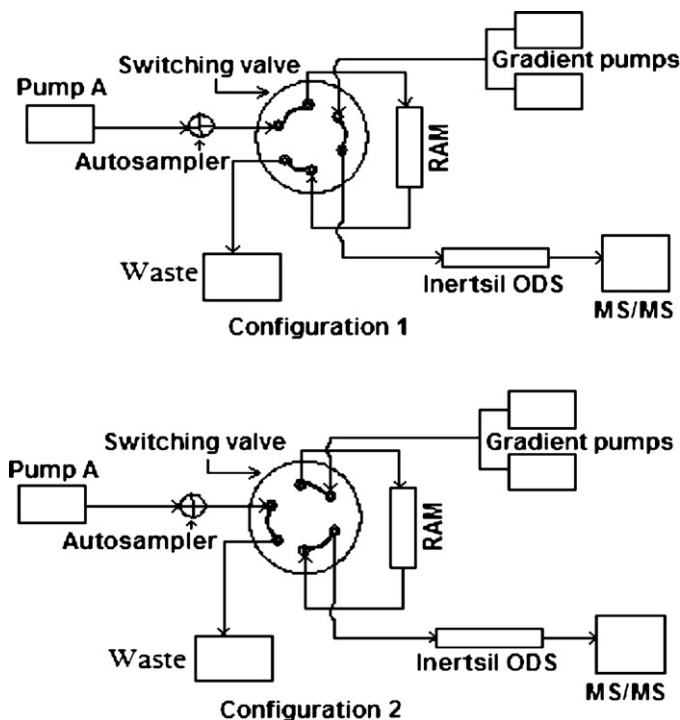 Switching valve
Gradient pumps
Pump A
Autosampler
RAM
Waste
Inertsil ODS
MS/MS
Configuration 1
Switching valve
Gradient pumps
Pump A
Autosampler
RAM
Waste
Inertsil ODS
MS/MS
Configuration 2